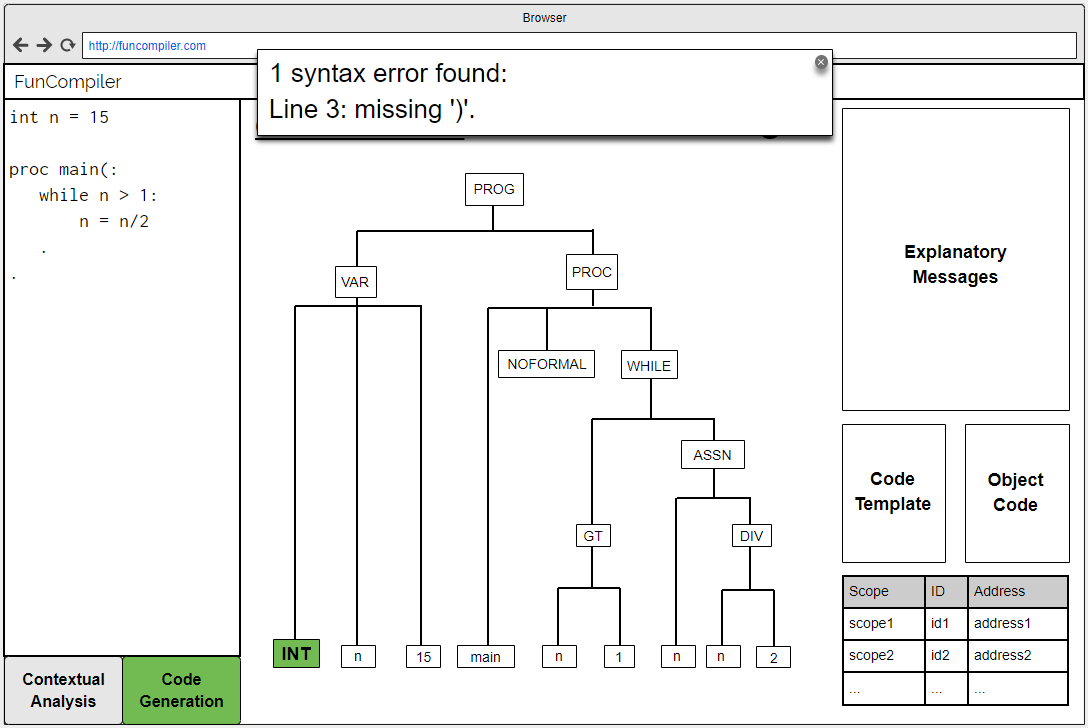 Browser
http://funcompiler.com
FunCompiler
1 syntax error found:
Line 3: missing ')'.
int n = 15
proc main(:
while n > 1:
n = n/2
.
.
PROG
VAR
PROC
NOFORMAL
WHILE
ASSN
GT
DIV
INT
n
15
main
n
1
n
n
2
Explanatory
Messages
Code
Template
Object
Code
Scope ID Address
scope1 id1 address1
scope2 id2 address2
... ... ...
Contextual
Analysis
Code
Generation